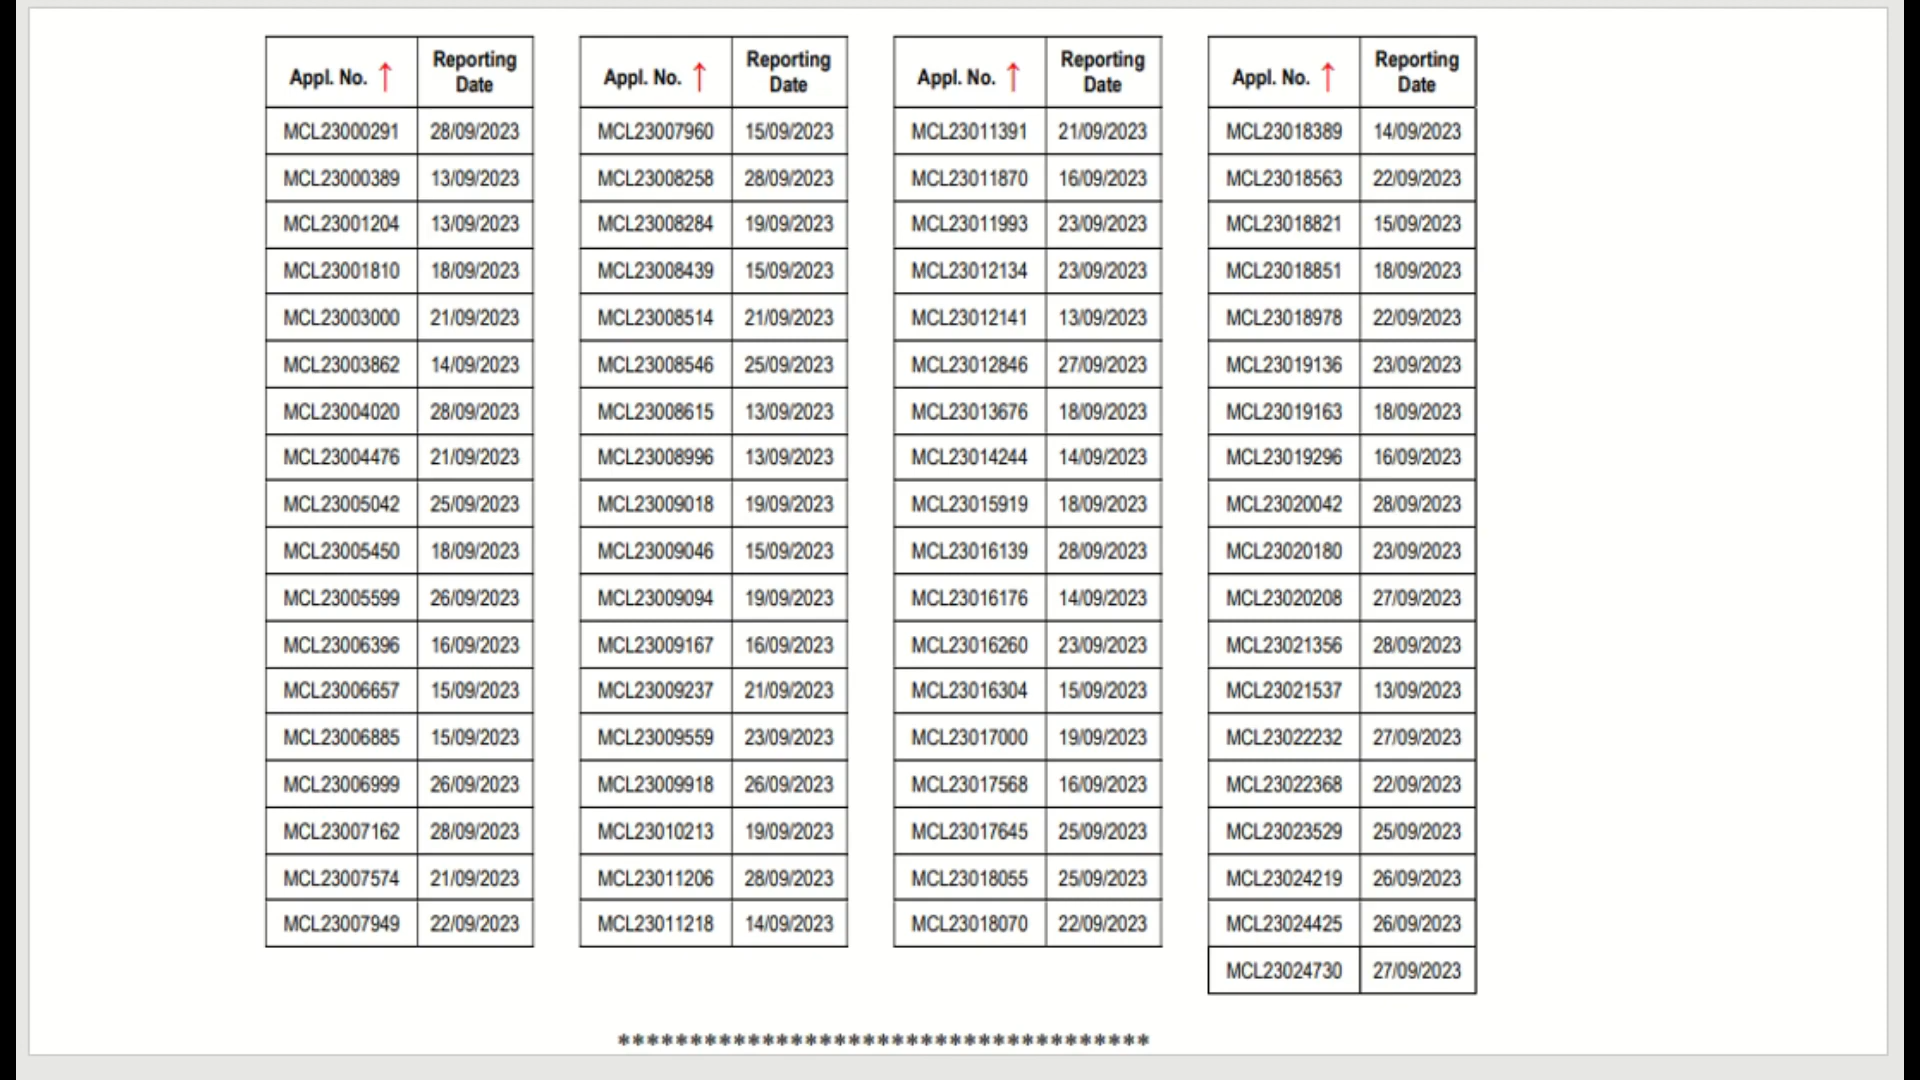 Appl. No. ↑ Reporting Date Appl. No. ↑ Reporting Date Appl. No. ↑ Reporting Date Appl. No. ↑ Reporting Date
MCL23000291 28/09/2023 MCL23007960 15/09/2023 MCL23011391 21/09/2023 MCL23018389 14/09/2023
MCL23000389 13/09/2023 MCL23008258 28/09/2023 MCL23011870 16/09/2023 MCL23018563 22/09/2023
MCL23001204 13/09/2023 MCL23008284 19/09/2023 MCL23011993 23/09/2023 MCL23018821 15/09/2023
MCL23001810 18/09/2023 MCL23008439 15/09/2023 MCL23012134 23/09/2023 MCL23018851 18/09/2023
MCL23003000 21/09/2023 MCL23008514 21/09/2023 MCL23012141 13/09/2023 MCL23018978 22/09/2023
MCL23003862 14/09/2023 MCL23008546 25/09/2023 MCL23012846 27/09/2023 MCL23019136 23/09/2023
MCL23004020 28/09/2023 MCL23008615 13/09/2023 MCL23013676 18/09/2023 MCL23019163 18/09/2023
MCL23004476 21/09/2023 MCL23008996 13/09/2023 MCL23014244 14/09/2023 MCL23019296 16/09/2023
MCL23005042 25/09/2023 MCL23009018 19/09/2023 MCL23015919 18/09/2023 MCL23020042 28/09/2023
MCL23005450 18/09/2023 MCL23009046 15/09/2023 MCL23016139 28/09/2023 MCL23020180 23/09/2023
MCL23005599 26/09/2023 MCL23009094 19/09/2023 MCL23016176 14/09/2023 MCL23020208 27/09/2023
MCL23006396 16/09/2023 MCL23009167 16/09/2023 MCL23016260 23/09/2023 MCL23021356 28/09/2023
MCL23006657 15/09/2023 MCL23009237 21/09/2023 MCL23016304 15/09/2023 MCL23021537 13/09/2023
MCL23006885 15/09/2023 MCL23009559 23/09/2023 MCL23017000 19/09/2023 MCL23022232 27/09/2023
MCL23006999 26/09/2023 MCL23009918 26/09/2023 MCL23017568 16/09/2023 MCL23022368 22/09/2023
MCL23007162 28/09/2023 MCL23010213 19/09/2023 MCL23017645 25/09/2023 MCL23023529 25/09/2023
MCL23007574 21/09/2023 MCL23011206 28/09/2023 MCL23018055 25/09/2023 MCL23024219 26/09/2023
MCL23007949 22/09/2023 MCL23011218 14/09/2023 MCL23018070 22/09/2023 MCL23024425 26/09/2023
MCL23024730 27/09/2023
*************************************